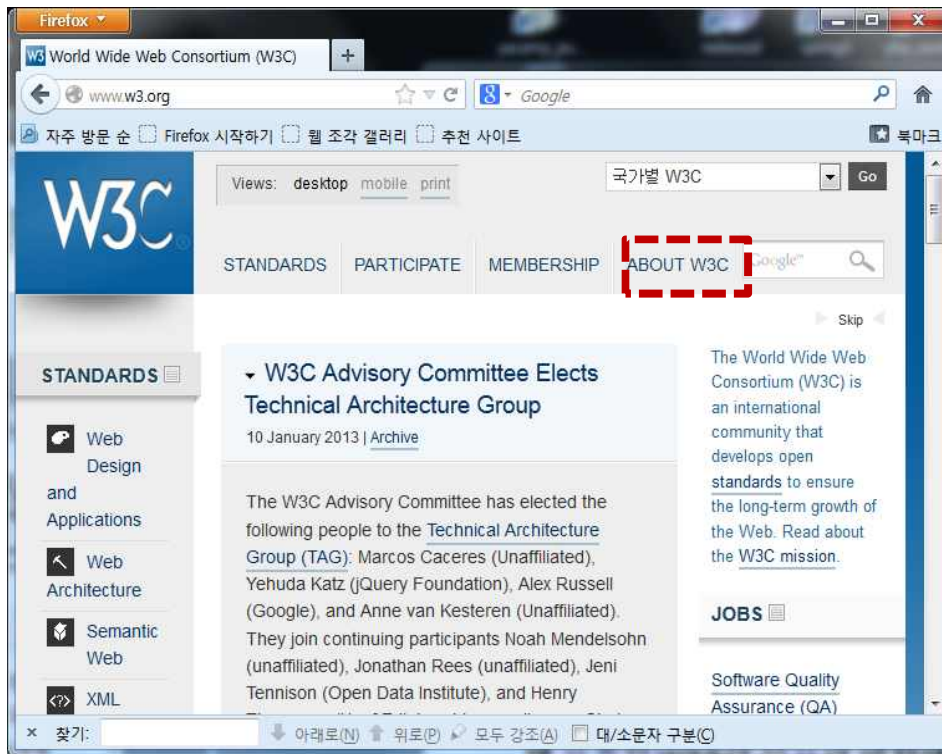 Firefox
World Wide Web Consortium (W3C)
www.w3.org
Google
자주 방문 순 Firefox 시작하기 웹 조각 갤러리 추천 사이트 북마크
W3C
Views: desktop mobile print
국가별 W3C Go
STANDARDS PARTICIPATE MEMBERSHIP ABOUT W3C Google™
Skip
STANDARDS
Web
Design
and
Applications
Web
Architecture
Semantic
Web
XML
W3C Advisory Committee Elects
Technical Architecture
Group
10 January 2013 | Archive
The W3C Advisory Committee has elected the
following people to the Technical Architecture
Group (TAG): Marcos Caceres (Unaffiliated),
Yehuda Katz (jQuery Foundation), Alex Russell
(Google), and Anne van Kesteren (Unaffiliated).
They join continuing participants Noah Mendelsohn
(unaffiliated), Jonathan Rees (unaffiliated), Jeni
Tennison (Open Data Institute), and Henry
The World Wide Web
Consortium (W3C) is
an international
community that
develops open
standards to ensure
the long-term growth of
the Web. Read about
the W3C mission.
JOBS
Software Quality
Assurance (QA)
× 찾기: 아래로(N) 위로(P) 모두 강조(A) 대/소문자 구분(C)